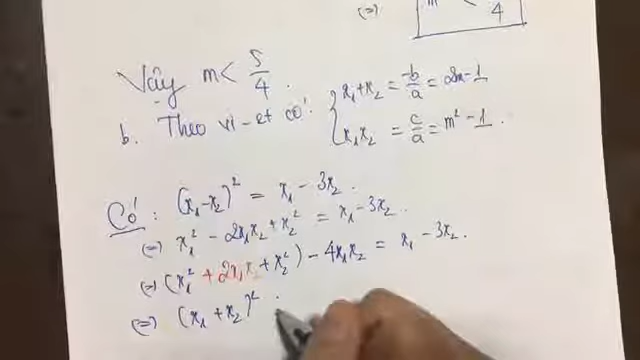 (=) m < 5/4
Vậy m < 5/4.
b. Theo vi-et có: { x₁+x₂ = -b/a = 2m-1
x₁x₂ = c/a = m² - 1.
Có: (x₁-x₂)² = x₁ - 3x₂.
(=) x₁² - 2x₁x₂ + x₂² = x₁ - 3x₂.
(=) (x₁² + 2x₁x₂ + x₂²) - 4x₁x₂ = x₁ - 3x₂.
(=) (x₁ + x₂)²